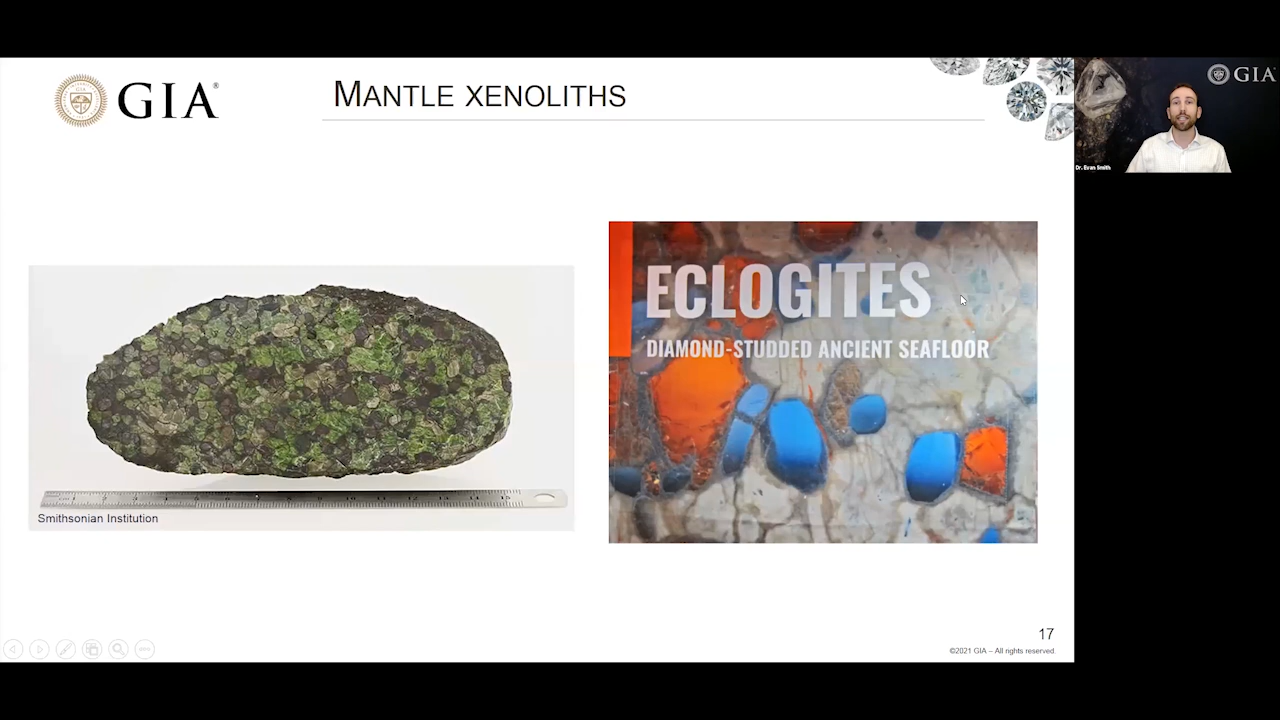 GIA®
MANTLE XENOLITHS
GIA
Dr. Evan Smith
ECLOGITES
DIAMOND-STUDDED ANCIENT SEAFLOOR
Smithsonian Institution
17
©2021 GIA – All rights reserved.